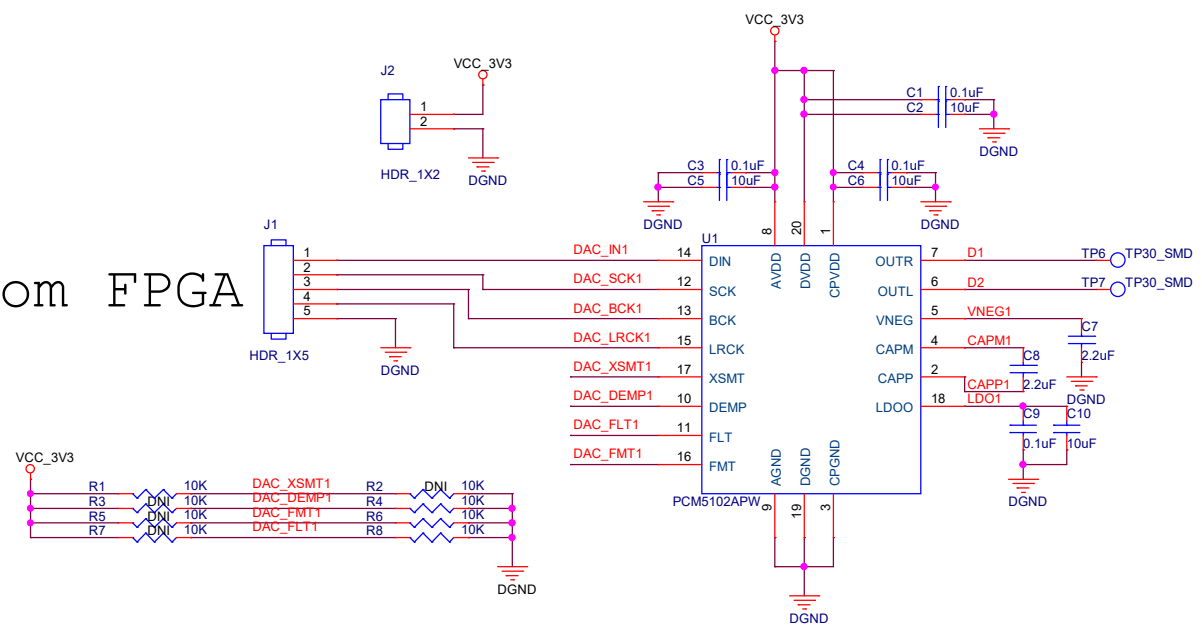 VCC_3V3
J2
VCC_3V3
1
2
HDR_1X2
DGND
C1 0.1uF
C2 10uF
DGND
C3 0.1uF
C5 10uF
DGND
C4 0.1uF
C6 10uF
DGND
J1
1
2
3
4
5
om FPGA
HDR_1X5
DGND
U1
8 20 1
AVDD DVDD CPVDD
DAC_IN1 14 DIN
DAC_SCK1 12 SCK
DAC_BCK1 13 BCK
DAC_LRCK1 15 LRCK
DAC_XSMT1 17 XSMT
DAC_DEMP1 10 DEMP
DAC_FLT1 11 FLT
DAC_FMT1 16 FMT
OUTR 7 D1 TP6 TP30_SMD
OUTL 6 D2 TP7 TP30_SMD
VNEG 5 VNEG1
C7
2.2uF
DGND
CAPM 4 CAPM1
C8
2.2uF
CAPP 2 CAPP1
LDOO 18 LDO1
C9 C10
0.1uF 10uF
DGND
AGND DGND CPGND
PCM5102APW
9 19 3
DGND
VCC_3V3
R1 10K DAC_XSMT1 R2 DNI 10K
R3 DNI 10K DAC_DEMP1 R4 10K
R5 DNI 10K DAC_FMT1 R6 10K
R7 DNI 10K DAC_FLT1 R8 10K
DGND